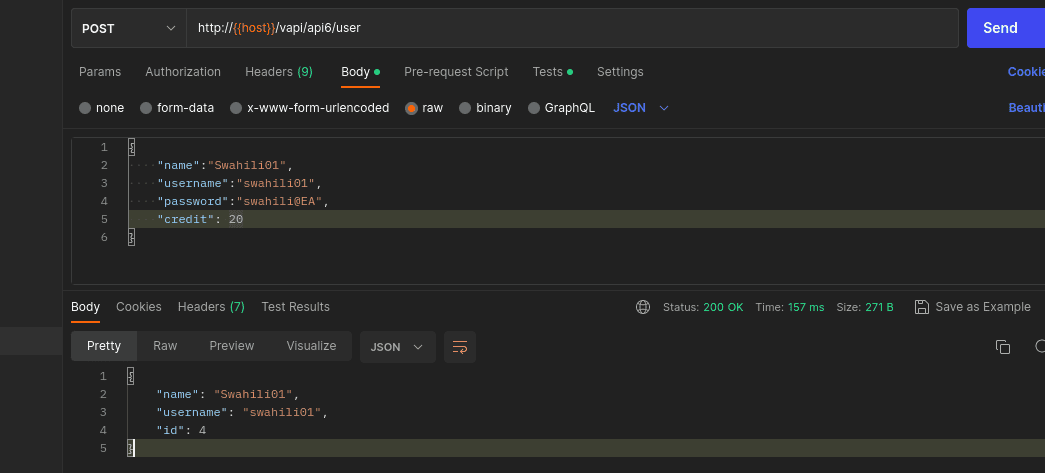 POST http://{{host}}/vapi/api6/user Send
Params Authorization Headers (9) Body Pre-request Script Tests Settings Cookie
none form-data x-www-form-urlencoded raw binary GraphQL JSON Beauti
1 {
2 "name":"Swahili01",
3 "username":"swahili01",
4 "password":"swahili@EA",
5 "credit": 20
6 }
Body Cookies Headers (7) Test Results Status: 200 OK Time: 157 ms Size: 271 B Save as Example
Pretty Raw Preview Visualize JSON
1 {
2 "name": "Swahili01",
3 "username": "swahili01",
4 "id": 4
5 }